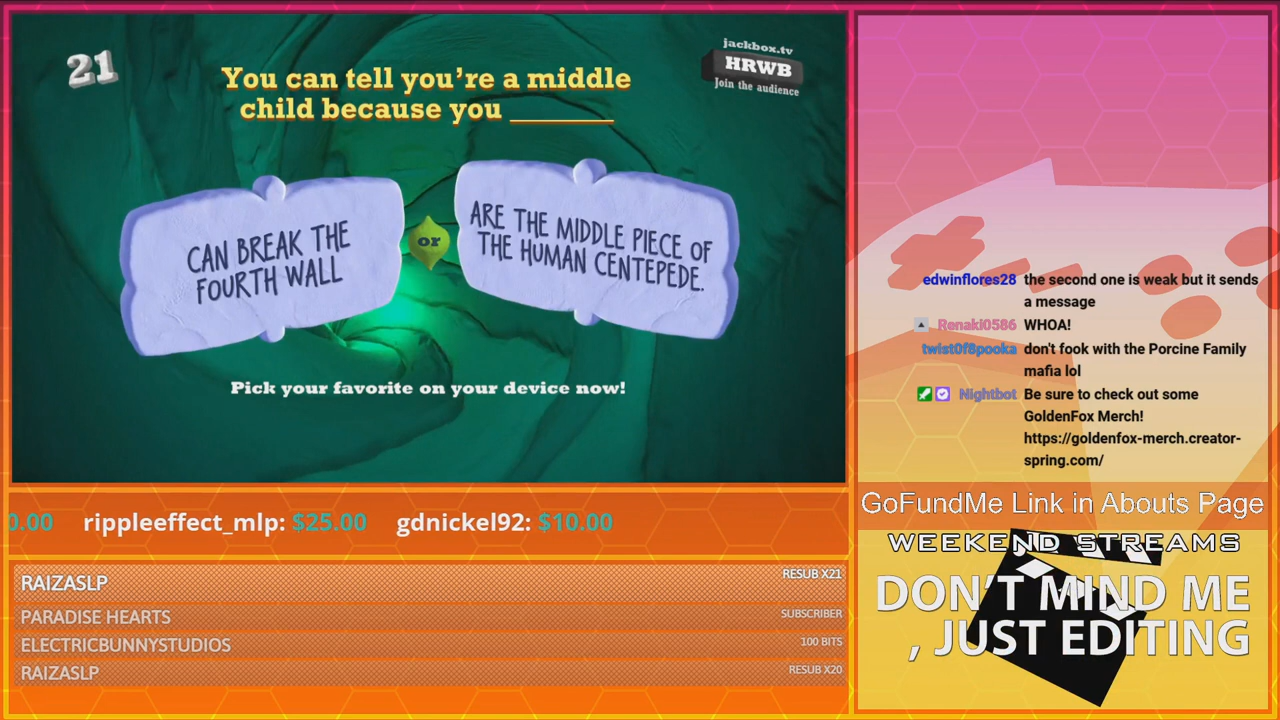 21
You can tell you're a middle
child because you ________
jackbox.tv
HRWB
Join the audience
CAN BREAK THE
FOURTH WALL
or
ARE THE MIDDLE PIECE OF
THE HUMAN CENTEPEDE.
Pick your favorite on your device now!
edwinflores28 the second one is weak but it sends
a message
Renaki0586 WHOA!
twist0f8pooka don't fook with the Porcine Family
mafia lol
Nightbot Be sure to check out some
GoldenFox Merch!
https://goldenfox-merch.creator-
spring.com/
GoFundMe Link in Abouts Page
WEEKEND STREAMS
DON'T MIND ME
, JUST EDITING
0.00 rippleeffect_mlp: $25.00 gdnickel92: $10.00
RAIZASLP RESUB X21
PARADISE HEARTS SUBSCRIBER
ELECTRICBUNNYSTUDIOS 100 BITS
RAIZASLP RESUB X20